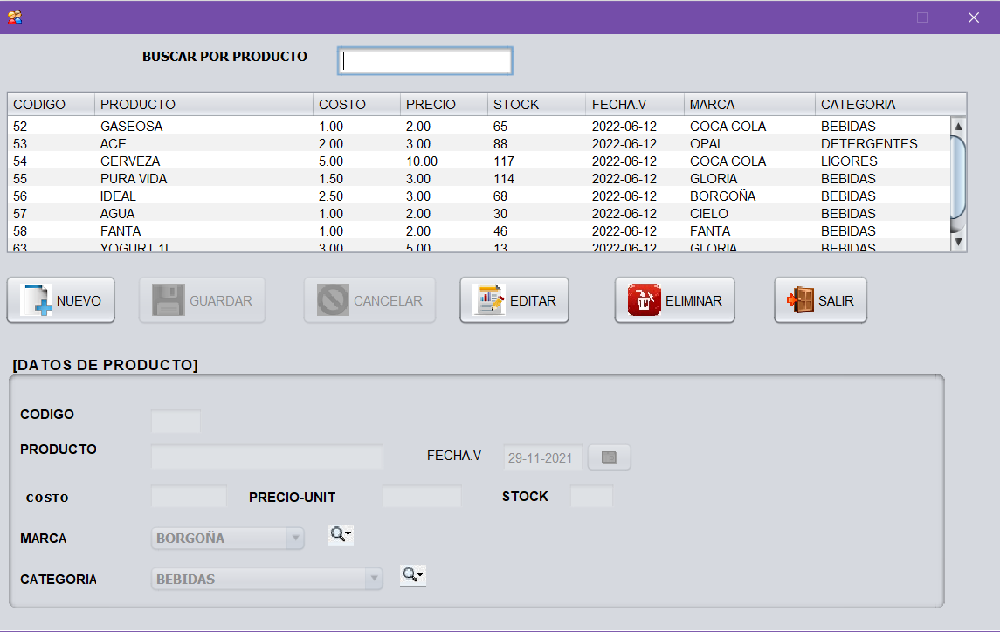 BUSCAR POR PRODUCTO
CODIGO PRODUCTO COSTO PRECIO STOCK FECHA.V MARCA CATEGORIA
52 GASEOSA 1.00 2.00 65 2022-06-12 COCA COLA BEBIDAS
53 ACE 2.00 3.00 88 2022-06-12 OPAL DETERGENTES
54 CERVEZA 5.00 10.00 117 2022-06-12 COCA COLA LICORES
55 PURA VIDA 1.50 3.00 114 2022-06-12 GLORIA BEBIDAS
56 IDEAL 2.50 3.00 68 2022-06-12 BORGOÑA BEBIDAS
57 AGUA 1.00 2.00 30 2022-06-12 CIELO BEBIDAS
58 FANTA 1.00 2.00 46 2022-06-12 FANTA BEBIDAS
63 YOGURT 1L 3.00 5.00 13 2022-06-12 GLORIA BEBIDAS
NUEVO GUARDAR CANCELAR EDITAR ELIMINAR SALIR
[DATOS DE PRODUCTO]
CODIGO
PRODUCTO FECHA.V 29-11-2021
COSTO PRECIO-UNIT STOCK
MARCA BORGOÑA
CATEGORIA BEBIDAS